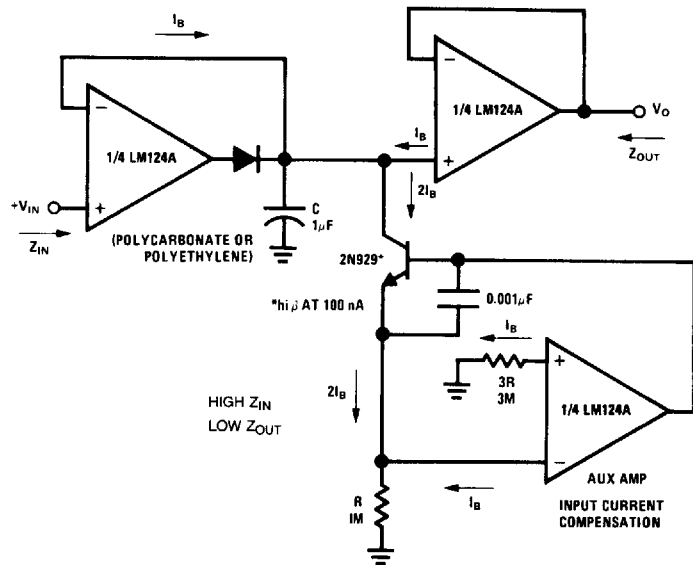 IB
−
1/4 LM124A
+
+VIN
ZIN
C
1µF
(POLYCARBONATE OR
POLYETHYLENE)
−
1/4 LM124A
+
IB
VO
ZOUT
2IB
2N929*
*hi β AT 100 nA
0.001µF
IB
+
3R
3M
1/4 LM124A
−
2IB
HIGH ZIN
LOW ZOUT
R
1M
IB
AUX AMP
INPUT CURRENT
COMPENSATION